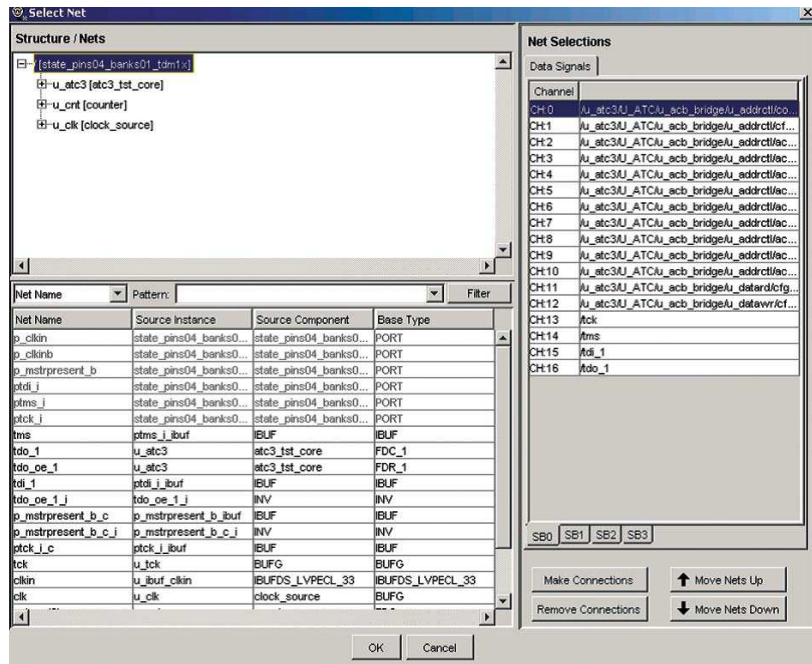 Select Net
Structure / Nets
/ [state_pins04_banks01_tdm1x]
u_atc3 [atc3_tst_core]
u_cnt [counter]
u_clk [clock_source]
Net Name Pattern: Filter
Net Name Source Instance Source Component Base Type
p_clkin state_pins04_banks0... state_pins04_banks0... PORT
p_clkinb state_pins04_banks0... state_pins04_banks0... PORT
p_mstrpresent_b state_pins04_banks0... state_pins04_banks0... PORT
ptdi_i state_pins04_banks0... state_pins04_banks0... PORT
ptms_i state_pins04_banks0... state_pins04_banks0... PORT
ptck_i state_pins04_banks0... state_pins04_banks0... PORT
tms ptms_i_ibuf IBUF IBUF
tdo_1 u_atc3 atc3_tst_core FDC_1
tdo_oe_1 u_atc3 atc3_tst_core FDR_1
tdi_1 ptdi_i_ibuf IBUF IBUF
tdo_oe_1_i tdo_oe_1_i INV INV
p_mstrpresent_b_c p_mstrpresent_b_ibuf IBUF IBUF
p_mstrpresent_b_c_i p_mstrpresent_b_c_i INV INV
ptck_i_c ptck_i_ibuf IBUF IBUF
tck u_tck BUFG BUFG
clkin u_ibuf_clkin IBUFDS_LVPECL_33 IBUFDS_LVPECL_33
clk u_clk clock_source BUFG
Net Selections
Data Signals
Channel
CH:0 /u_atc3/U_ATC/u_acb_bridge/u_addrctl/co...
CH:1 /u_atc3/U_ATC/u_acb_bridge/u_addrctl/cf...
CH:2 /u_atc3/U_ATC/u_acb_bridge/u_addrctl/ac...
CH:3 /u_atc3/U_ATC/u_acb_bridge/u_addrctl/ac...
CH:4 /u_atc3/U_ATC/u_acb_bridge/u_addrctl/ac...
CH:5 /u_atc3/U_ATC/u_acb_bridge/u_addrctl/ac...
CH:6 /u_atc3/U_ATC/u_acb_bridge/u_addrctl/ac...
CH:7 /u_atc3/U_ATC/u_acb_bridge/u_addrctl/ac...
CH:8 /u_atc3/U_ATC/u_acb_bridge/u_addrctl/ac...
CH:9 /u_atc3/U_ATC/u_acb_bridge/u_addrctl/ac...
CH:10 /u_atc3/U_ATC/u_acb_bridge/u_addrctl/ac...
CH:11 /u_atc3/U_ATC/u_acb_bridge/u_datard/cfg...
CH:12 /u_atc3/U_ATC/u_acb_bridge/u_datawr/cf...
CH:13 /tck
CH:14 /tms
CH:15 /tdi_1
CH:16 /tdo_1
SB0 SB1 SB2 SB3
Make Connections Move Nets Up
Remove Connections Move Nets Down
OK Cancel